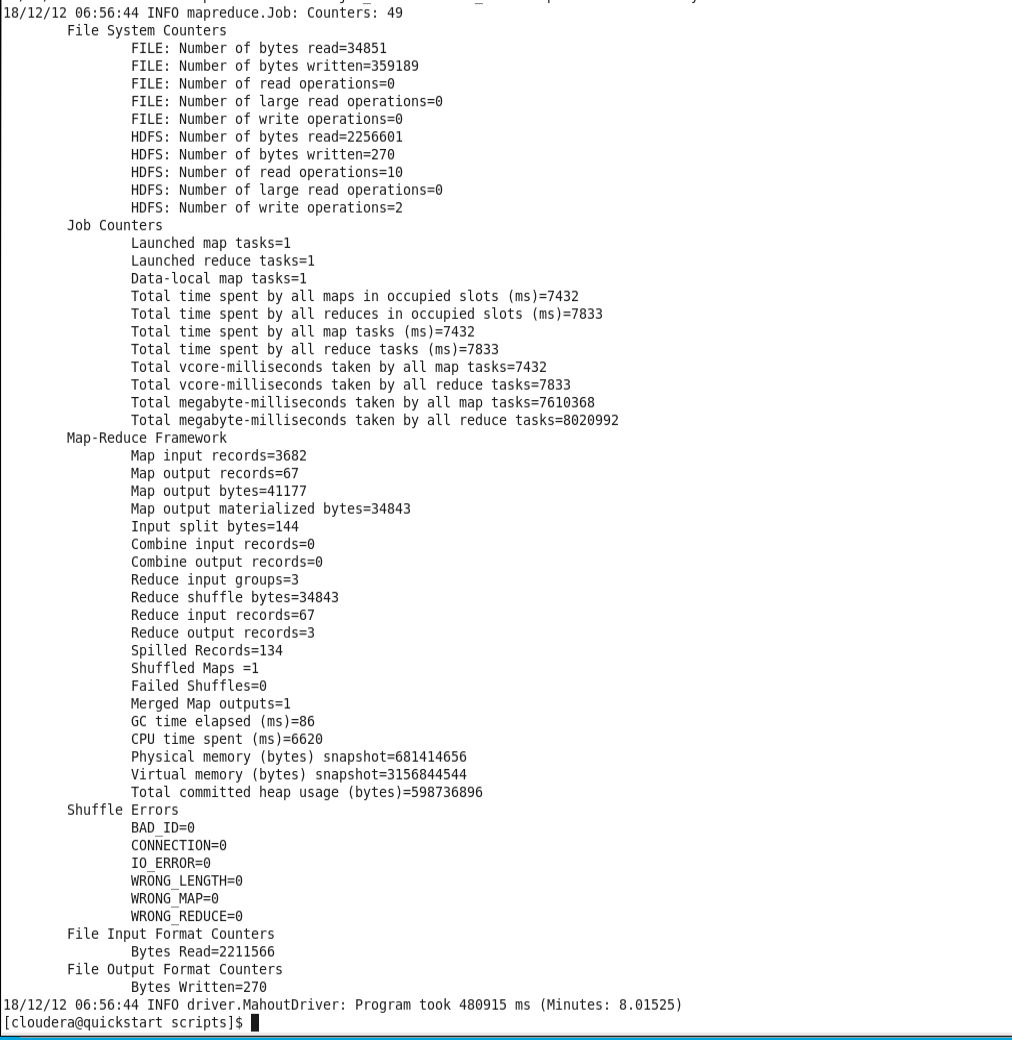 18/12/12 06:56:44 INFO mapreduce.Job: Counters: 49
File System Counters
FILE: Number of bytes read=34851
FILE: Number of bytes written=359189
FILE: Number of read operations=0
FILE: Number of large read operations=0
FILE: Number of write operations=0
HDFS: Number of bytes read=2256601
HDFS: Number of bytes written=270
HDFS: Number of read operations=10
HDFS: Number of large read operations=0
HDFS: Number of write operations=2
Job Counters
Launched map tasks=1
Launched reduce tasks=1
Data-local map tasks=1
Total time spent by all maps in occupied slots (ms)=7432
Total time spent by all reduces in occupied slots (ms)=7833
Total time spent by all map tasks (ms)=7432
Total time spent by all reduce tasks (ms)=7833
Total vcore-milliseconds taken by all map tasks=7432
Total vcore-milliseconds taken by all reduce tasks=7833
Total megabyte-milliseconds taken by all map tasks=7610368
Total megabyte-milliseconds taken by all reduce tasks=8020992
Map-Reduce Framework
Map input records=3682
Map output records=67
Map output bytes=41177
Map output materialized bytes=34843
Input split bytes=144
Combine input records=0
Combine output records=0
Reduce input groups=3
Reduce shuffle bytes=34843
Reduce input records=67
Reduce output records=3
Spilled Records=134
Shuffled Maps =1
Failed Shuffles=0
Merged Map outputs=1
GC time elapsed (ms)=86
CPU time spent (ms)=6620
Physical memory (bytes) snapshot=681414656
Virtual memory (bytes) snapshot=3156844544
Total committed heap usage (bytes)=598736896
Shuffle Errors
BAD_ID=0
CONNECTION=0
IO_ERROR=0
WRONG_LENGTH=0
WRONG_MAP=0
WRONG_REDUCE=0
File Input Format Counters
Bytes Read=2211566
File Output Format Counters
Bytes Written=270
18/12/12 06:56:44 INFO driver.MahoutDriver: Program took 480915 ms (Minutes: 8.01525)
[cloudera@quickstart scripts]$